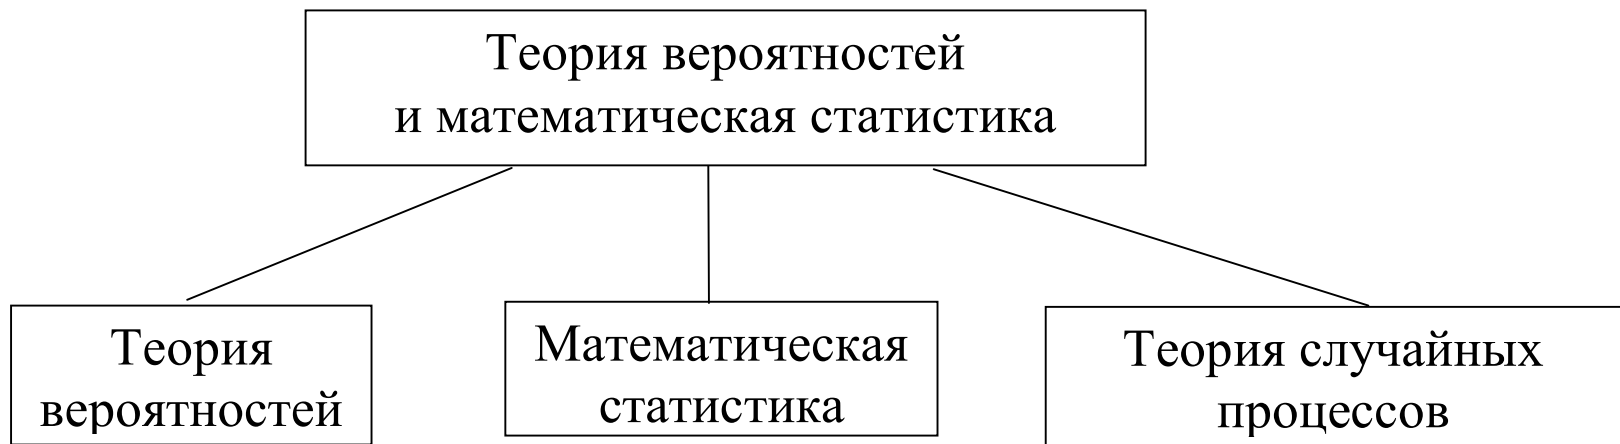 Теория вероятностей
и математическая статистика
Теория
вероятностей
Математическая
статистика
Теория случайных
процессов